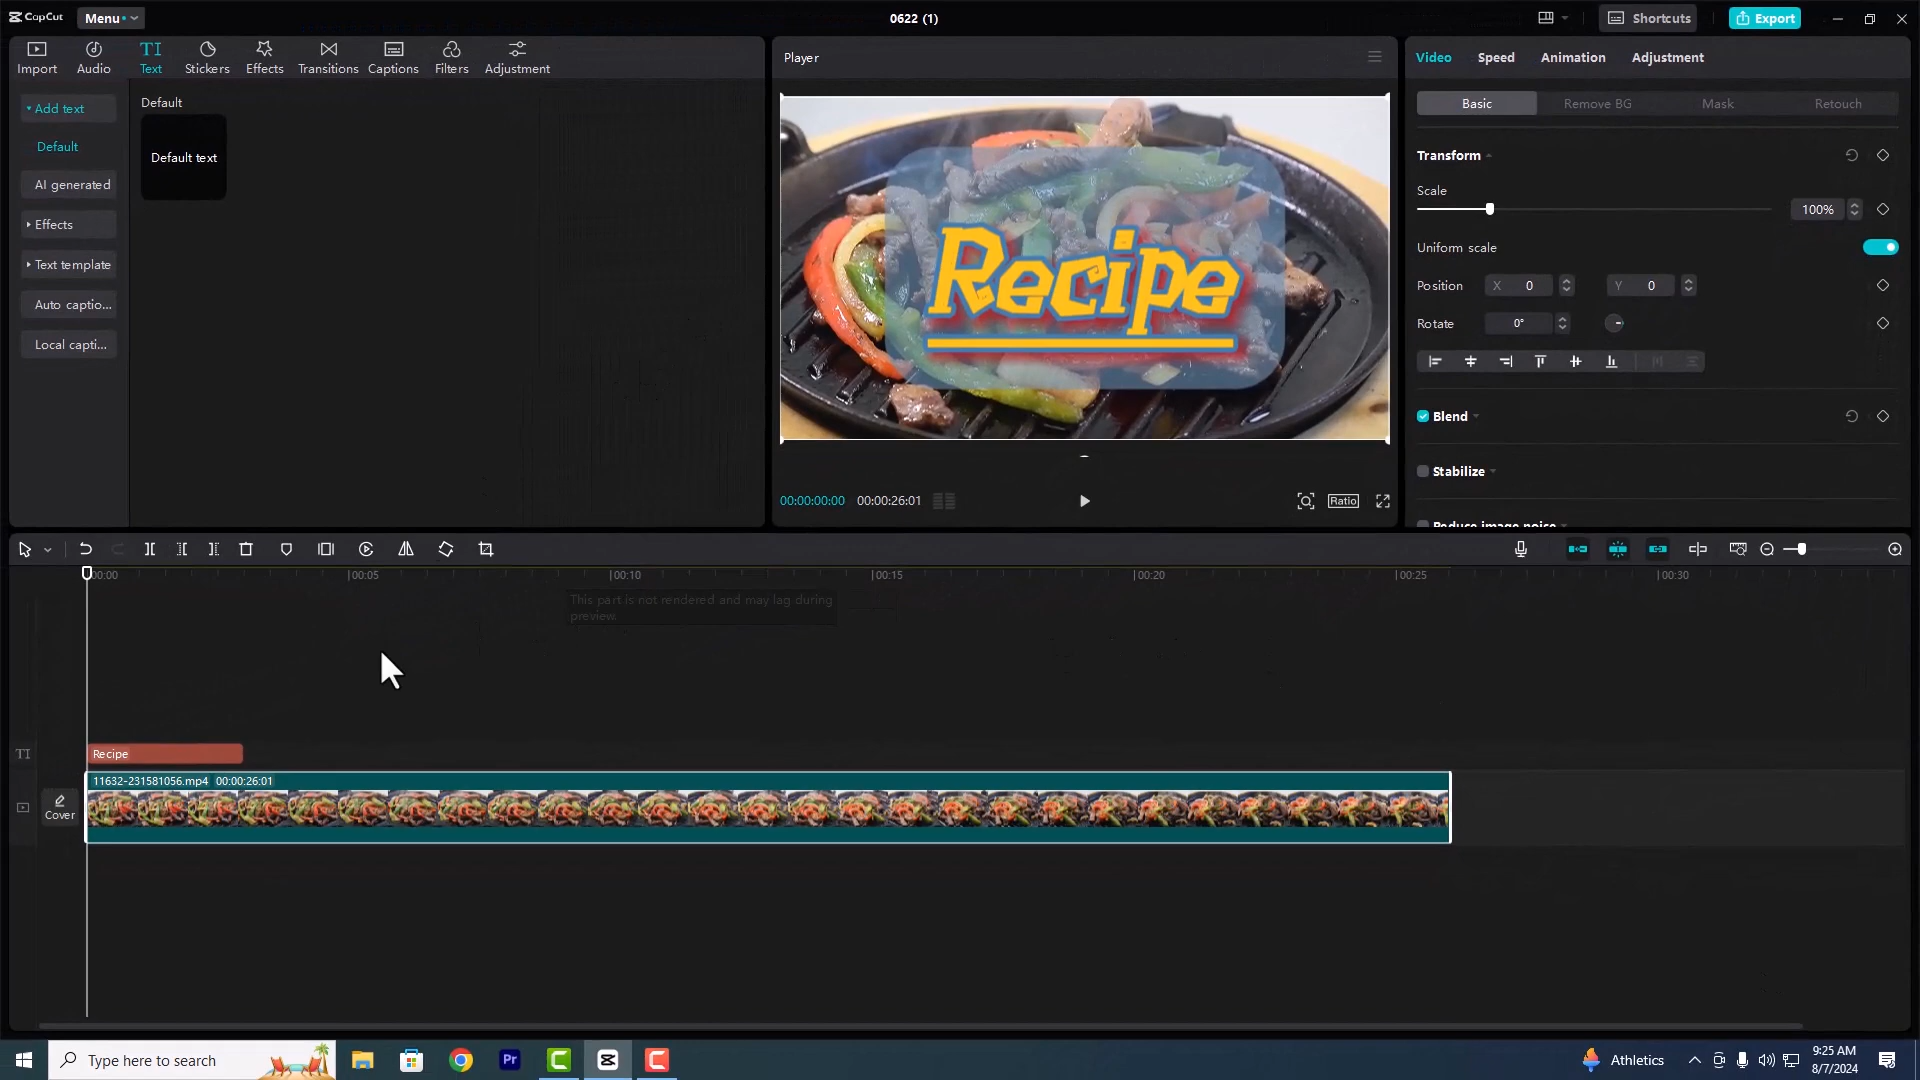 CapCut
Menu
0622 (1)
Shortcuts
Export
Import
Audio
TI
Text
Stickers
Effects
Transitions
Captions
Filters
Adjustment
Player
Video
Speed
Animation
Adjustment
Add text
Default
AI generated
Effects
Text template
Auto captio...
Local capti...
Default
Default text
Recipe
Basic
Remove BG
Mask
Retouch
Transform
Scale
100%
Uniform scale
Position
X 0
Y 0
Rotate
0°
Blend
Stabilize
Reduce image noise
00:00:00:00
00:00:26:01
Ratio
00:00
00:05
00:10
00:15
00:20
00:25
00:30
This part is not rendered and may lag during
preview.
TI
Recipe
11632-231581056.mp4 00:00:26:01
Cover
Type here to search
Pr
Athletics
9:25 AM
8/7/2024